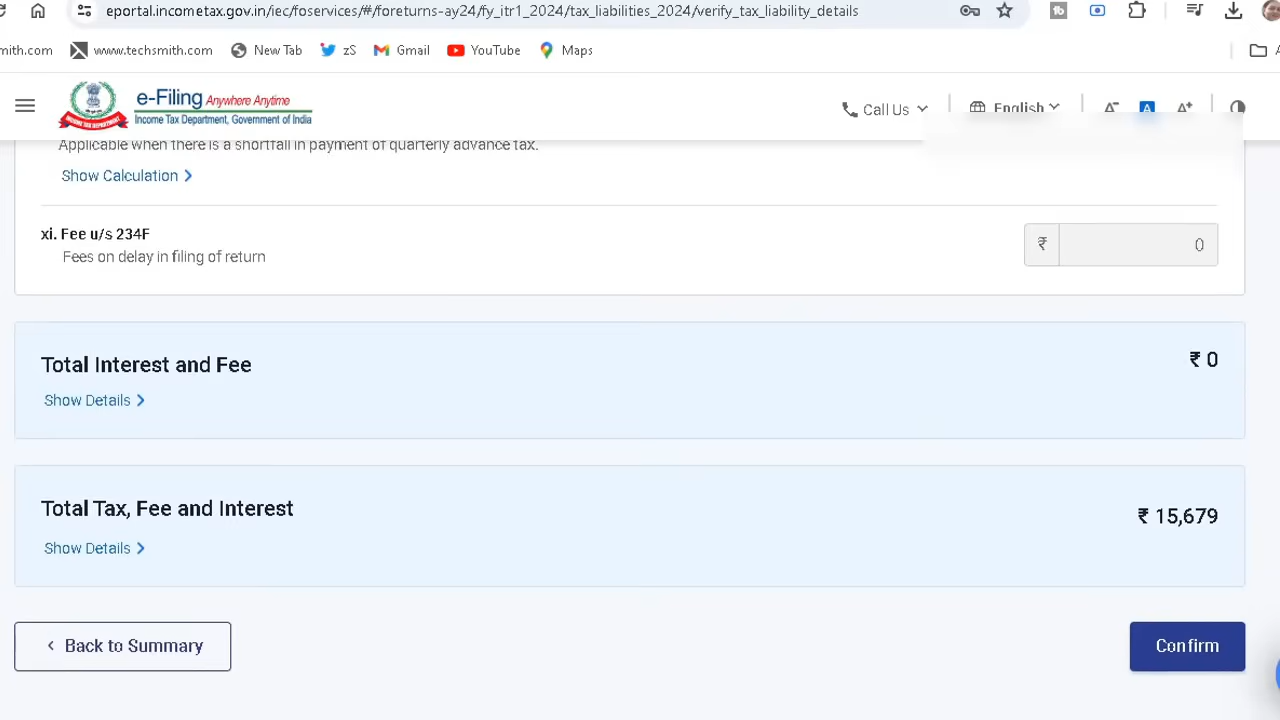 eportal.incometax.gov.in/iec/foservices/#/foreturns-ay24/fy_itr1_2024/tax_liabilities_2024/verify_tax_liability_details
mith.com www.techsmith.com New Tab zS Gmail YouTube Maps
e-Filing Anywhere Anytime
Income Tax Department, Government of India
INCOME TAX DEPARTMENT
Call Us English A- A A+
Applicable when there is a shortfall in payment of quarterly advance tax.
Show Calculation >
xi. Fee u/s 234F
Fees on delay in filing of return
₹ 0
Total Interest and Fee
₹ 0
Show Details >
Total Tax, Fee and Interest
₹ 15,679
Show Details >
< Back to Summary
Confirm